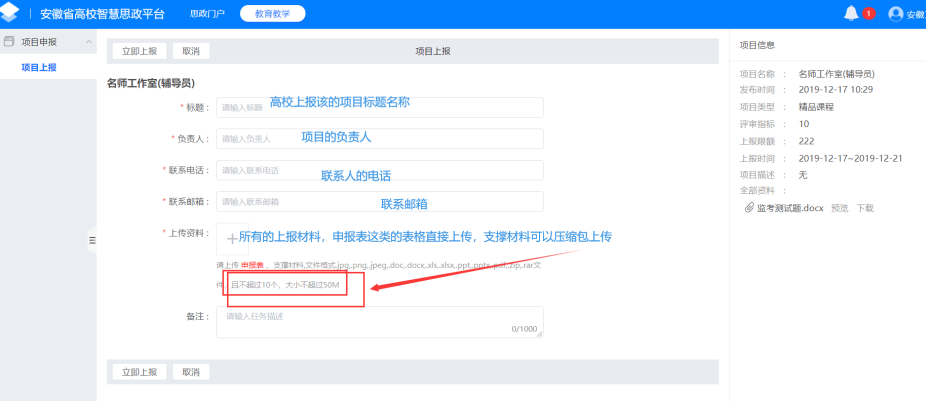 安徽省高校智慧思政平台 思政门户 教育教学 1 安徽
项目申报
项目上报
立即上报 取消 项目上报
名师工作室(辅导员)
* 标题： 请输入标题 高校上报该的项目标题名称
* 负责人： 请输入负责人 项目的负责人
* 联系电话： 请输入联系电话 联系人的电话
* 联系邮箱： 请输入联系邮箱 联系邮箱
* 上传资料： + 所有的上报材料，申报表这类的表格直接上传，支撑材料可以压缩包上传
请上传 申报表 ，支撑材料,文件格式.jpg,.png,.jpeg,.doc,.docx,.xls,.xlsx,.ppt,.pptx,.pdf,.zip,.rar文
件，且不超过10个，大小不超过50M
备注： 请输入任务描述
0/1000
立即上报 取消
项目信息
项目名称 ： 名师工作室(辅导员)
发布时间 ： 2019-12-17 10:29
项目类型 ： 精品课程
评审指标 ： 10
上报限额 ： 222
上报时间 ： 2019-12-17~2019-12-21
项目描述 ： 无
全部资料 ：
监考测试题.docx 预览 下载